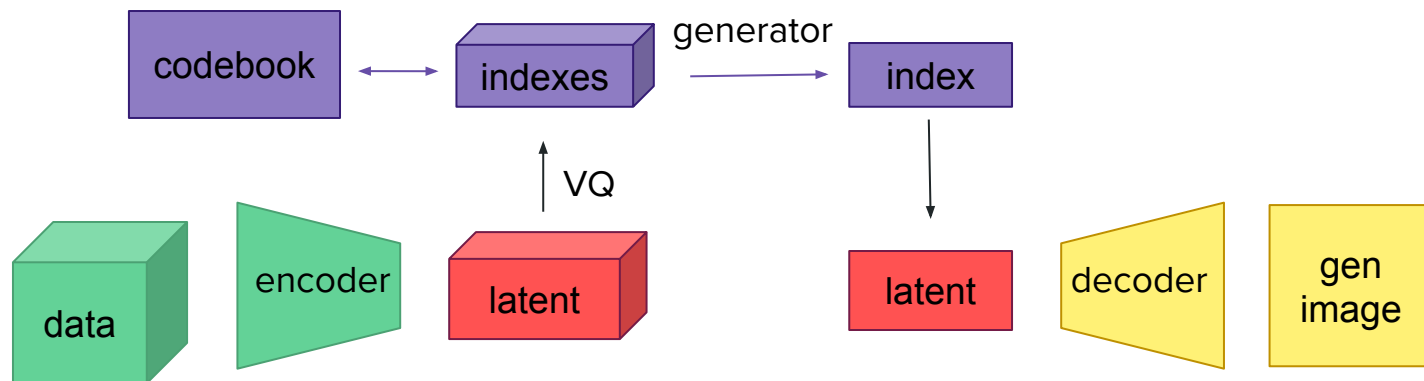 codebook
indexes
generator
index
VQ
data
encoder
latent
latent
decoder
gen
image